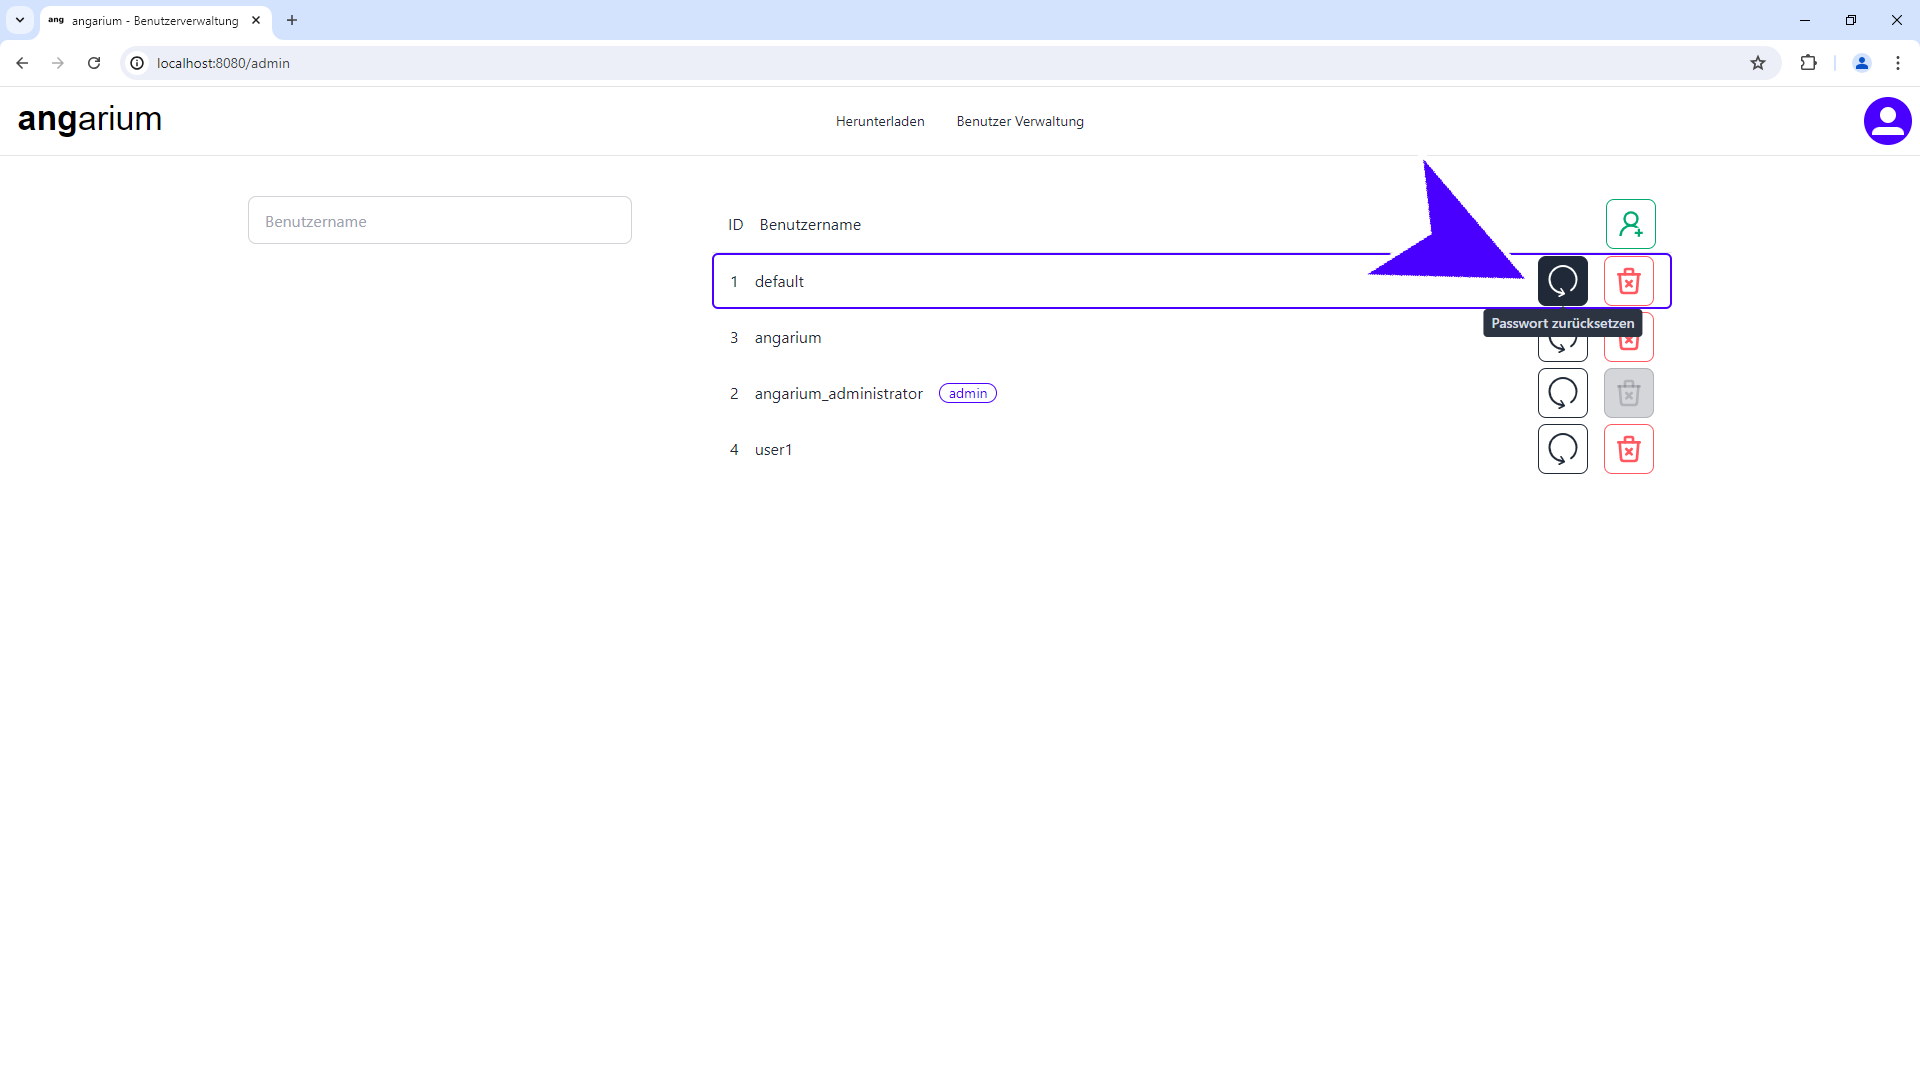 ang angarium - Benutzerverwaltung
localhost:8080/admin
angarium
Herunterladen
Benutzer Verwaltung
Benutzername
ID Benutzername
1 default
Passwort zurücksetzen
3 angarium
2 angarium_administrator admin
4 user1